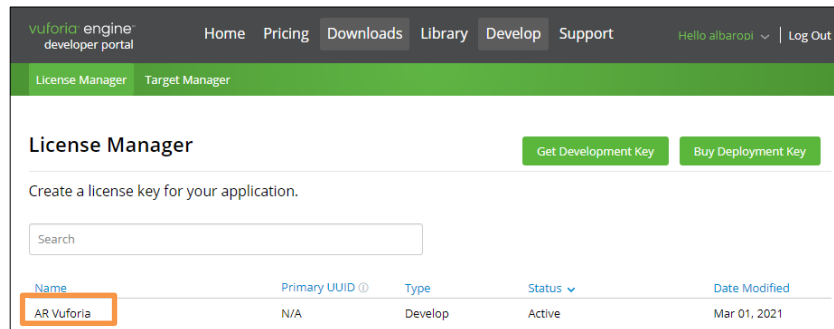 vuforia engine™
developer portal
Home Pricing Downloads Library Develop Support
Hello albaropi | Log Out
License Manager Target Manager
License Manager
Get Development Key Buy Deployment Key
Create a license key for your application.
Search
Name Primary UUID Type Status Date Modified
AR Vuforia N/A Develop Active Mar 01, 2021